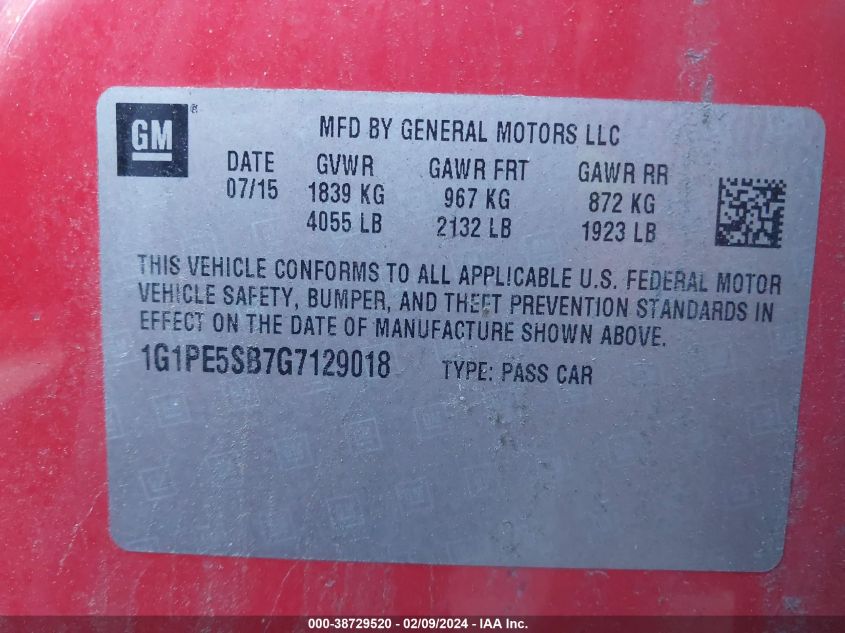 GM ®
MFD BY GENERAL MOTORS LLC
DATE GVWR GAWR FRT GAWR RR
07/15 1839 KG 967 KG 872 KG
4055 LB 2132 LB 1923 LB
THIS VEHICLE CONFORMS TO ALL APPLICABLE U.S. FEDERAL MOTOR
VEHICLE SAFETY, BUMPER, AND THEFT PREVENTION STANDARDS IN
EFFECT ON THE DATE OF MANUFACTURE SHOWN ABOVE.
1G1PE5SB7G7129018 TYPE: PASS CAR
000-38729520 - 02/09/2024 - IAA Inc.